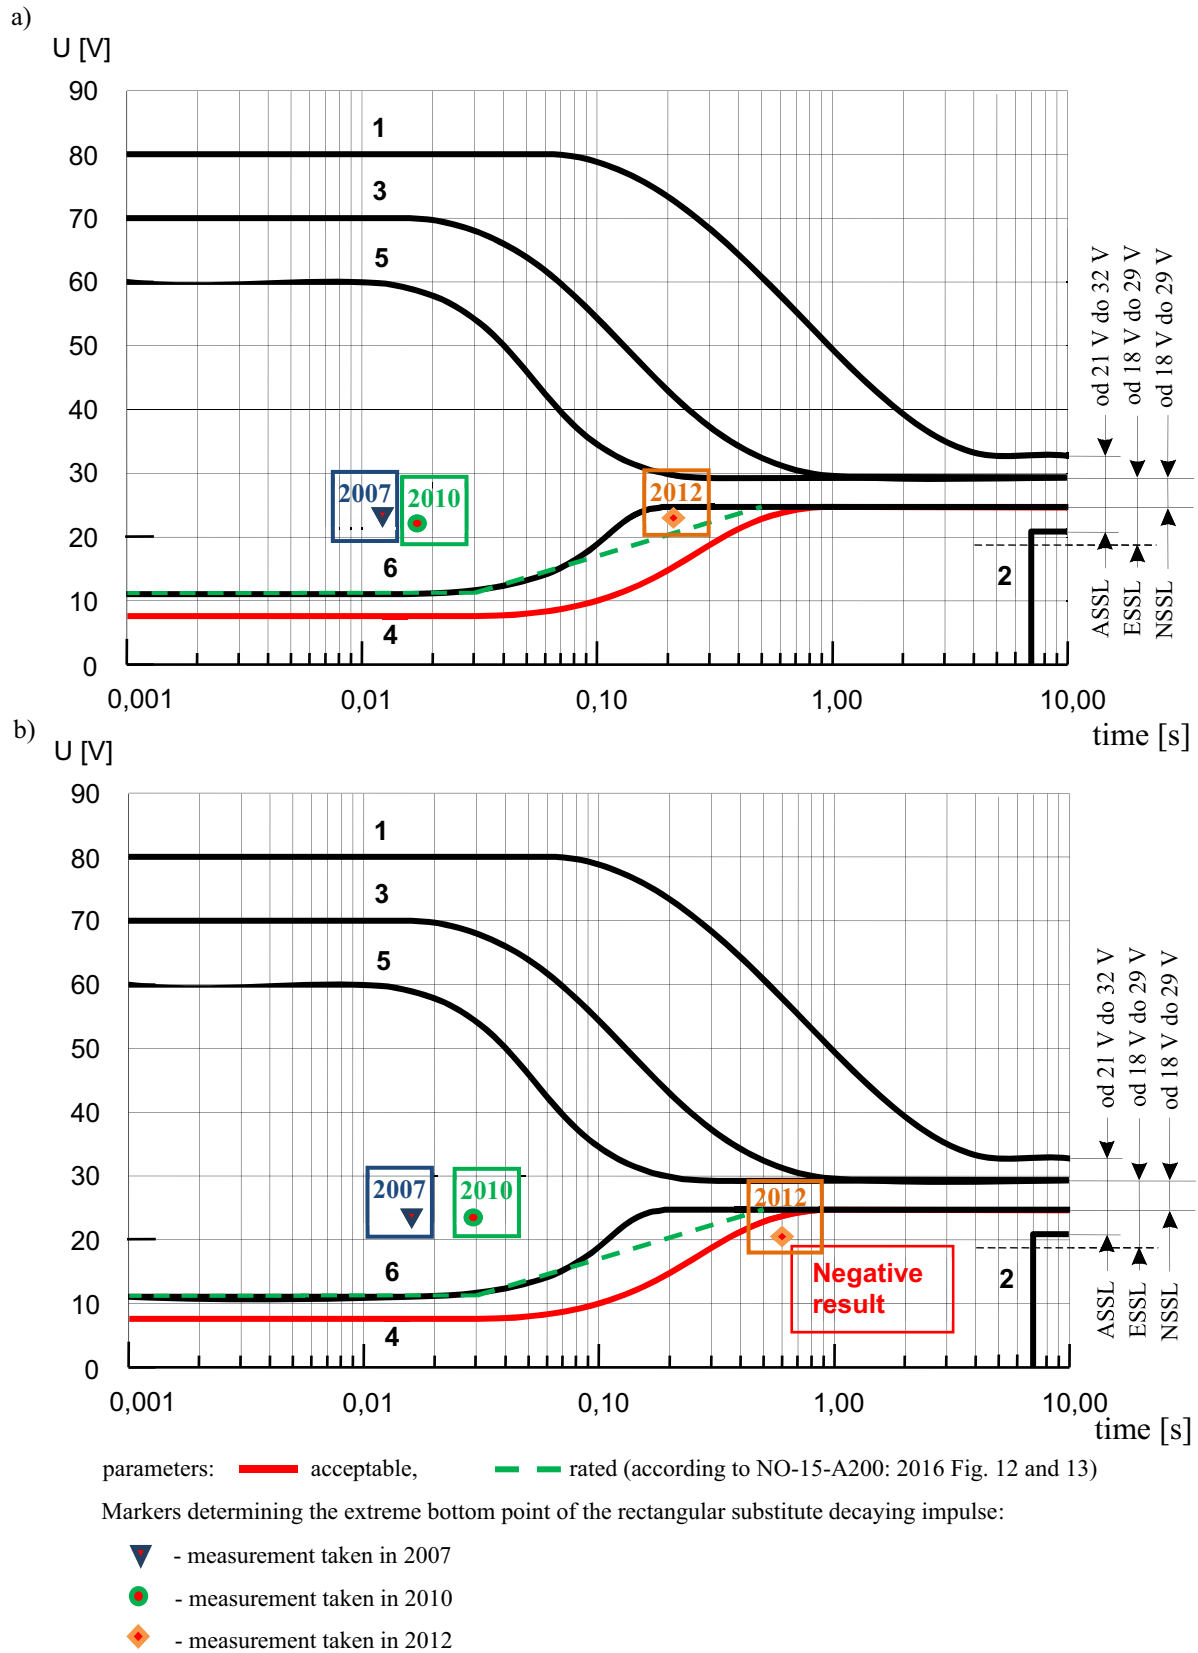 a)
U [V]
90
80
70
60
50
40
30
20
10
0
1
3
5
2007
2010
2012
6
4
2
od 21 V do 32 V
od 18 V do 29 V
od 18 V do 29 V
ASSL
ESSL
NSSL
0,001
0,01
0,10
1,00
10,00
time [s]
b)
U [V]
90
80
70
60
50
40
30
20
10
0
1
3
5
2007
2010
2012
6
4
2
Negative
result
od 21 V do 32 V
od 18 V do 29 V
od 18 V do 29 V
ASSL
ESSL
NSSL
0,001
0,01
0,10
1,00
10,00
time [s]
parameters: acceptable, rated (according to NO-15-A200: 2016 Fig. 12 and 13)
Markers determining the extreme bottom point of the rectangular substitute decaying impulse:
- measurement taken in 2007
- measurement taken in 2010
- measurement taken in 2012